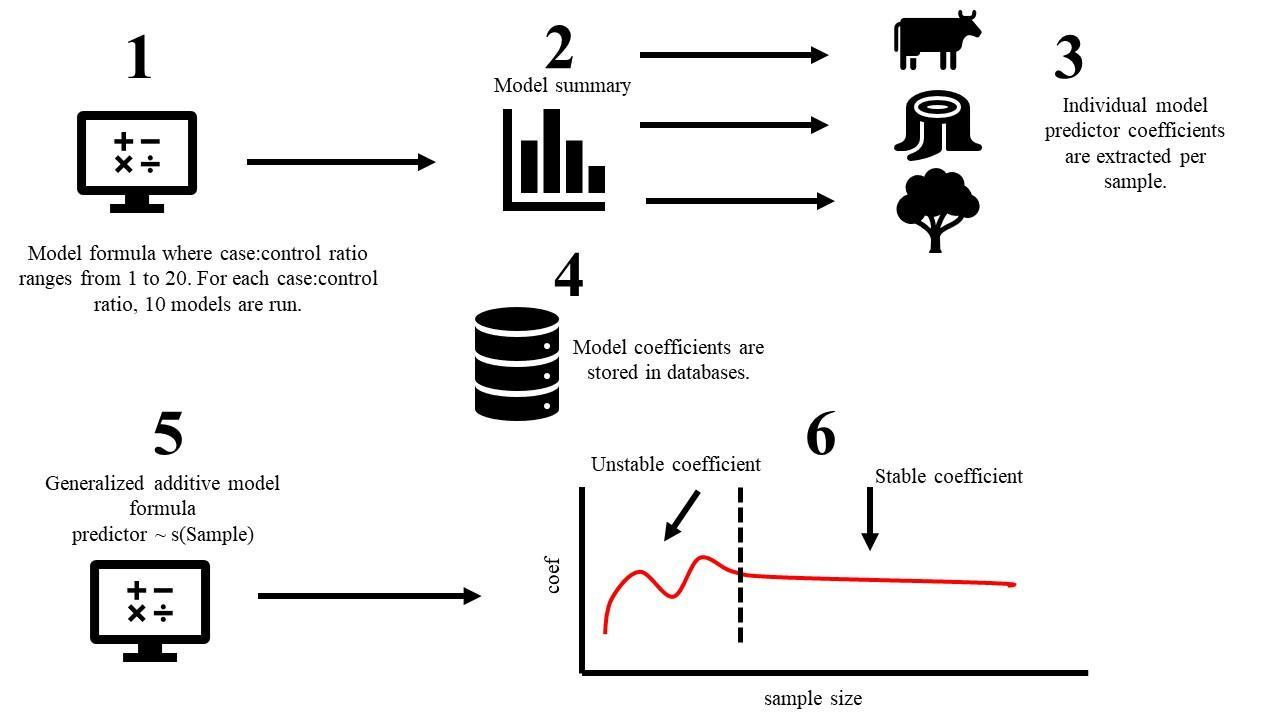 1
Model formula where case:control ratio
ranges from 1 to 20. For each case:control
ratio, 10 models are run.
2
Model summary
3
Individual model
predictor coefficients
are extracted per
sample.
4
Model coefficients are
stored in databases.
5
Generalized additive model
formula
predictor ~ s(Sample)
6
Unstable coefficient
Stable coefficient
coef
sample size